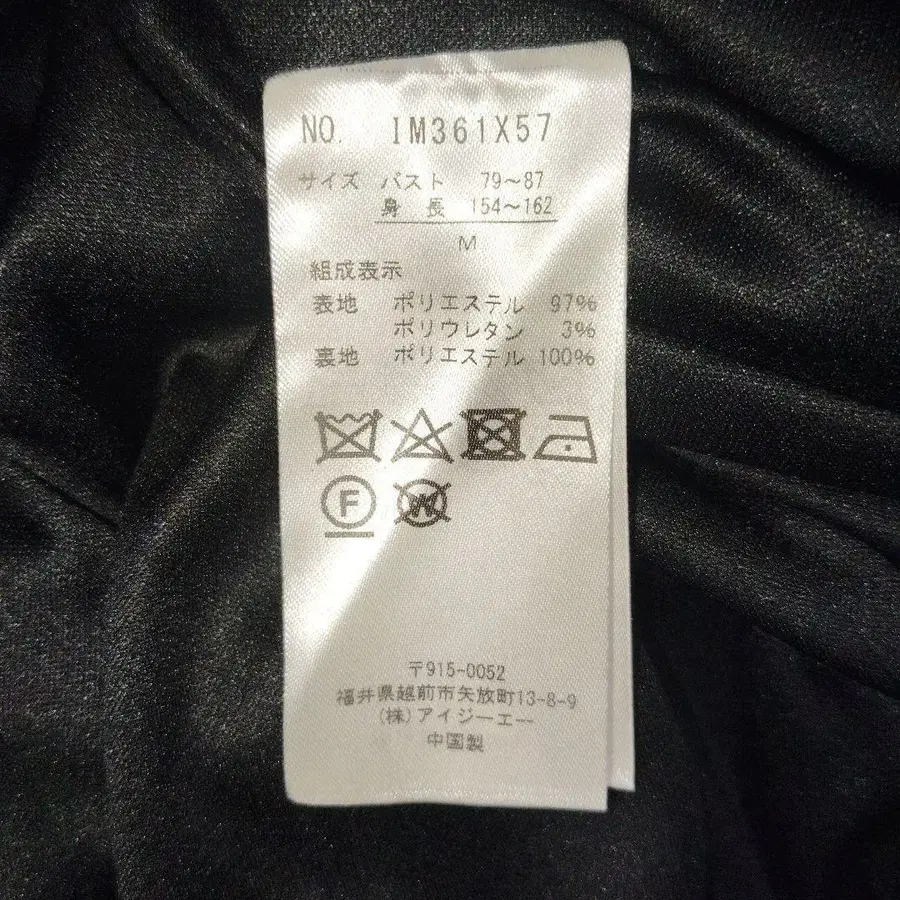 NO. IM361X57
サイズ バスト 79～87
身長 154～162
M
組成表示
表地 ポリエステル 97%
ポリウレタン 3%
裏地 ポリエステル 100%
F W
〒915-0052
福井県越前市矢放町13-8-9
(株)アイジーエー
中国製